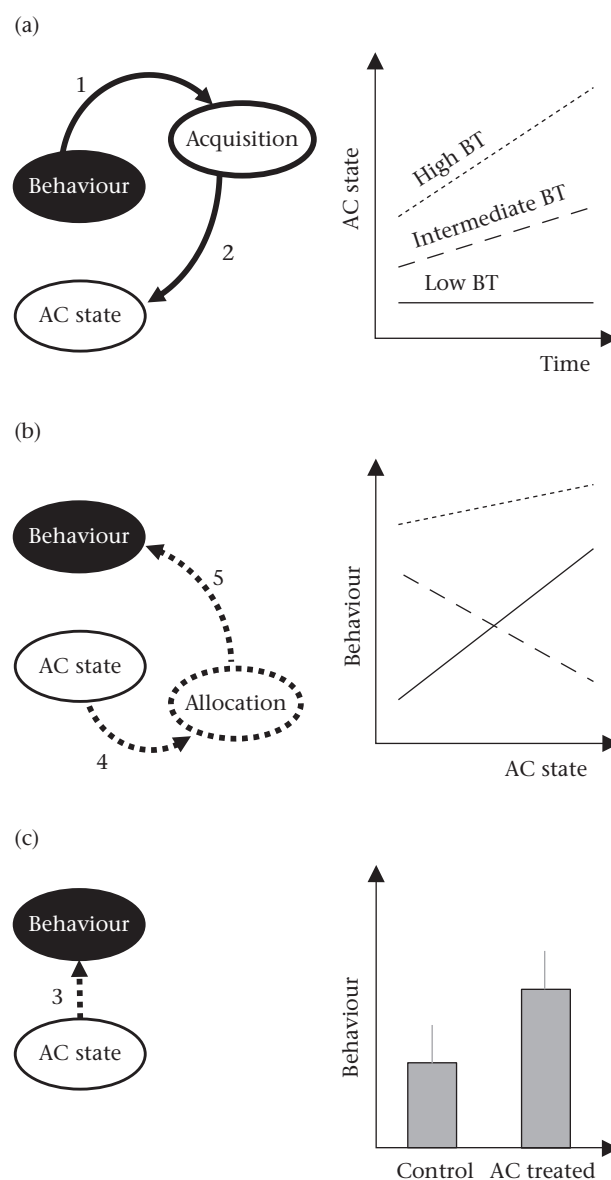 (a)
1
Acquisition
Behaviour
2
AC state
AC state
High BT
Intermediate BT
Low BT
Time
(b)
Behaviour
5
AC state
Allocation
4
Behaviour
AC state
(c)
Behaviour
3
AC state
Behaviour
Control AC treated